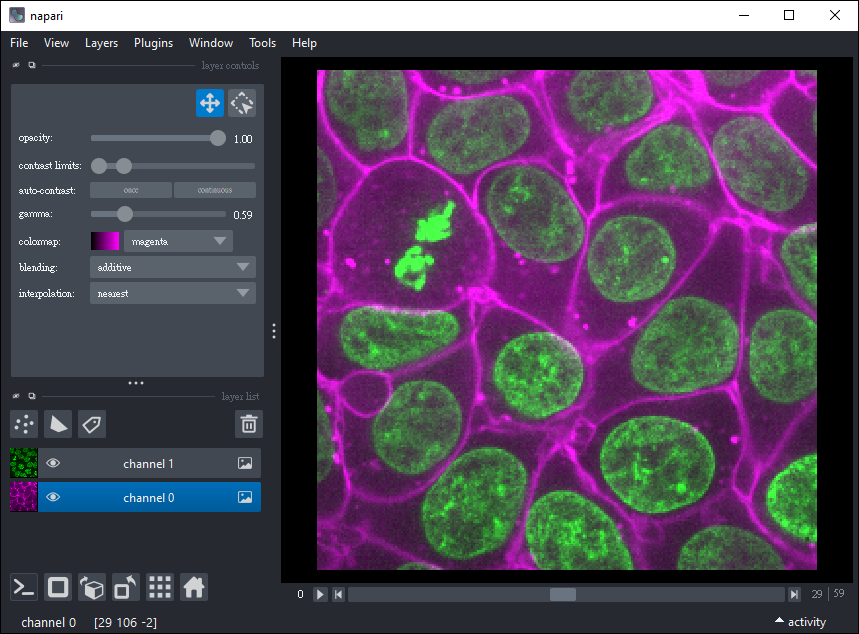 napari
File View Layers Plugins Window Tools Help
layer controls
opacity: 1.00
contrast limits:
auto-contrast: once continuous
gamma: 0.59
colormap: magenta
blending: additive
interpolation: nearest
layer list
channel 1
channel 0
0 29 59
channel 0 [29 106 -2] activity